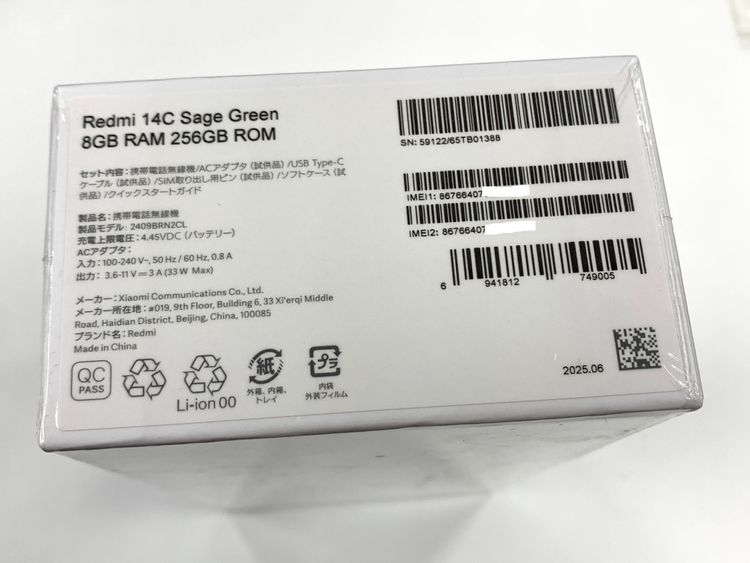 Redmi 14C Sage Green
8GB RAM 256GB ROM
セット内容：携帯電話無線機/ACアダプタ（試供品）/USB Type-C
ケーブル（試供品）/SIM取り出し用ピン（試供品）/ソフトケース（試
供品）/クイックスタートガイド
製品名：携帯電話無線機
製品モデル：2409BRN2CL
充電上限電圧：4.45VDC（バッテリー）
ACアダプタ：
入力：100-240 V~, 50 Hz / 60 Hz, 0.8 A
出力： 3.6-11 V⎓3 A (33 W Max)
メーカー：Xiaomi Communications Co., Ltd.
メーカー所在地：#019, 9th Floor, Building 6, 33 Xi'erqi Middle
Road, Haidian District, Beijing, China, 100085
ブランド名：Redmi
Made in China
QC
PASS
Li-ion 00
紙
外箱、内箱、
トレイ
プラ
内袋
外装フィルム
SN: 59122/65TB01388
IMEI1: 86766407
IMEI2: 86766407
6 941812 749005
2025.06